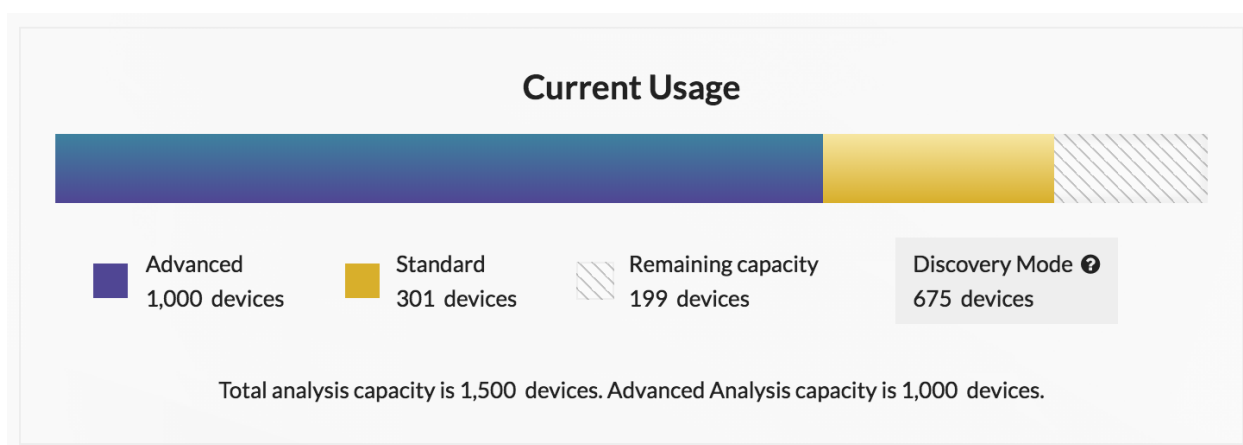 Current Usage
Advanced
1,000 devices
Standard
301 devices
Remaining capacity
199 devices
Discovery Mode ?
675 devices
Total analysis capacity is 1,500 devices. Advanced Analysis capacity is 1,000 devices.